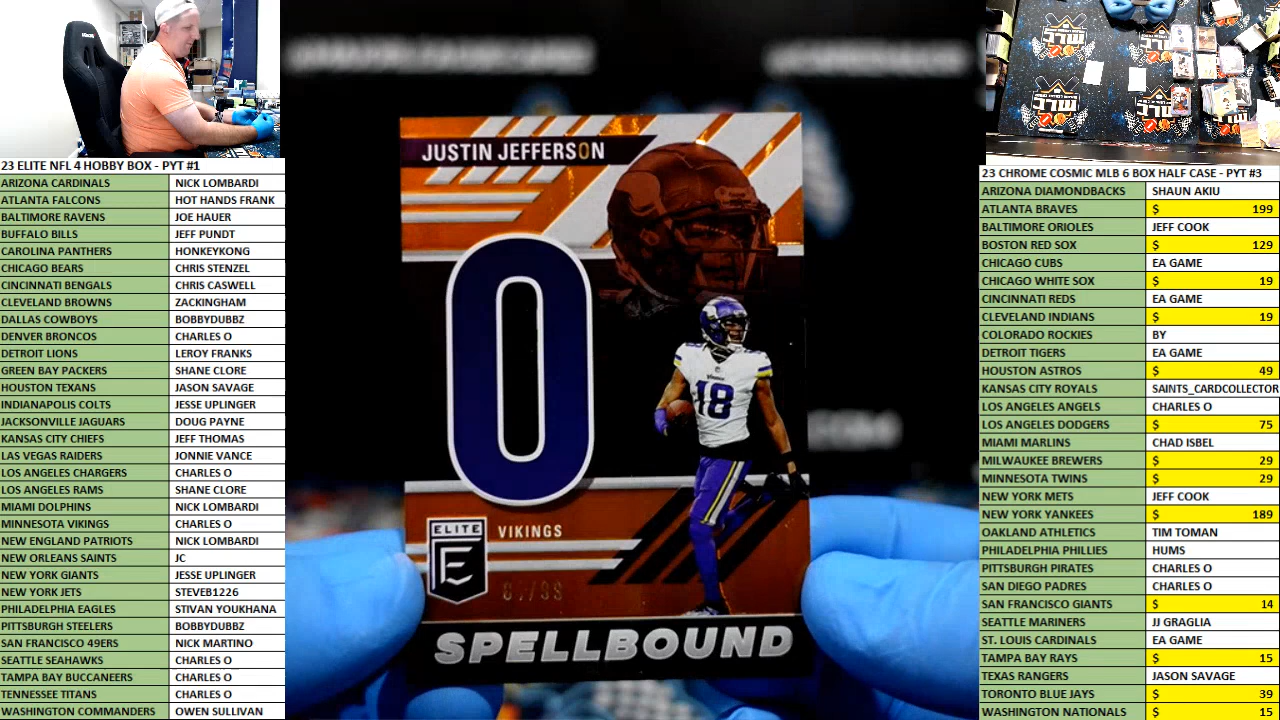 23 ELITE NFL 4 HOBBY BOX - PYT #1
ARIZONA CARDINALS NICK LOMBARDI
ATLANTA FALCONS HOT HANDS FRANK
BALTIMORE RAVENS JOE HAUER
BUFFALO BILLS JEFF PUNDT
CAROLINA PANTHERS HONKEYKONG
CHICAGO BEARS CHRIS STENZEL
CINCINNATI BENGALS CHRIS CASWELL
CLEVELAND BROWNS ZACKINGHAM
DALLAS COWBOYS BOBBYDUBBZ
DENVER BRONCOS CHARLES O
DETROIT LIONS LEROY FRANKS
GREEN BAY PACKERS SHANE CLORE
HOUSTON TEXANS JASON SAVAGE
INDIANAPOLIS COLTS JESSE UPLINGER
JACKSONVILLE JAGUARS DOUG PAYNE
KANSAS CITY CHIEFS JEFF THOMAS
LAS VEGAS RAIDERS JONNIE VANCE
LOS ANGELES CHARGERS CHARLES O
LOS ANGELES RAMS SHANE CLORE
MIAMI DOLPHINS NICK LOMBARDI
MINNESOTA VIKINGS CHARLES O
NEW ENGLAND PATRIOTS NICK LOMBARDI
NEW ORLEANS SAINTS JC
NEW YORK GIANTS JESSE UPLINGER
NEW YORK JETS STEVEB1226
PHILADELPHIA EAGLES STIVAN YOUKHANA
PITTSBURGH STEELERS BOBBYDUBBZ
SAN FRANCISCO 49ERS NICK MARTINO
SEATTLE SEAHAWKS CHARLES O
TAMPA BAY BUCCANEERS CHARLES O
TENNESSEE TITANS CHARLES O
WASHINGTON COMMANDERS OWEN SULLIVAN
JUSTIN JEFFERSON
O
18
ELITE
E
VIKINGS
SPELLBOUND
23 CHROME COSMIC MLB 6 BOX HALF CASE - PYT #3
ARIZONA DIAMONDBACKS SHAUN AKIU
ATLANTA BRAVES $ 199
BALTIMORE ORIOLES JEFF COOK
BOSTON RED SOX $ 129
CHICAGO CUBS EA GAME
CHICAGO WHITE SOX $ 19
CINCINNATI REDS EA GAME
CLEVELAND INDIANS $ 19
COLORADO ROCKIES BY
DETROIT TIGERS EA GAME
HOUSTON ASTROS $ 49
KANSAS CITY ROYALS SAINTS_CARDCOLLECTOR
LOS ANGELES ANGELS CHARLES O
LOS ANGELES DODGERS $ 75
MIAMI MARLINS CHAD ISBEL
MILWAUKEE BREWERS $ 29
MINNESOTA TWINS $ 29
NEW YORK METS JEFF COOK
NEW YORK YANKEES $ 189
OAKLAND ATHLETICS TIM TOMAN
PHILADELPHIA PHILLIES HUMS
PITTSBURGH PIRATES CHARLES O
SAN DIEGO PADRES CHARLES O
SAN FRANCISCO GIANTS $ 14
SEATTLE MARINERS JJ GRAGLIA
ST. LOUIS CARDINALS EA GAME
TAMPA BAY RAYS $ 15
TEXAS RANGERS JASON SAVAGE
TORONTO BLUE JAYS $ 39
WASHINGTON NATIONALS $ 15